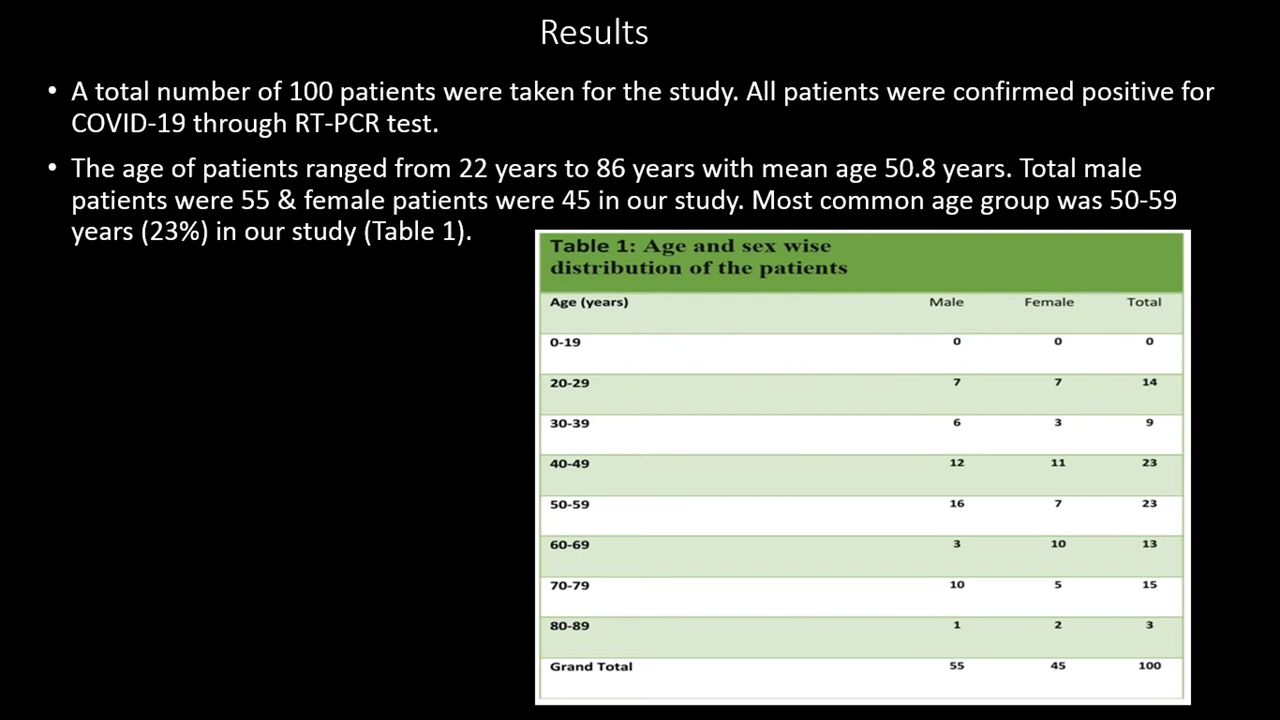 Results
• A total number of 100 patients were taken for the study. All patients were confirmed positive for
COVID-19 through RT-PCR test.
• The age of patients ranged from 22 years to 86 years with mean age 50.8 years. Total male
patients were 55 & female patients were 45 in our study. Most common age group was 50-59
years (23%) in our study (Table 1).
Table 1: Age and sex wise
distribution of the patients
Age (years) Male Female Total
0-19 0 0 0
20-29 7 7 14
30-39 6 3 9
40-49 12 11 23
50-59 16 7 23
60-69 3 10 13
70-79 10 5 15
80-89 1 2 3
Grand Total 55 45 100